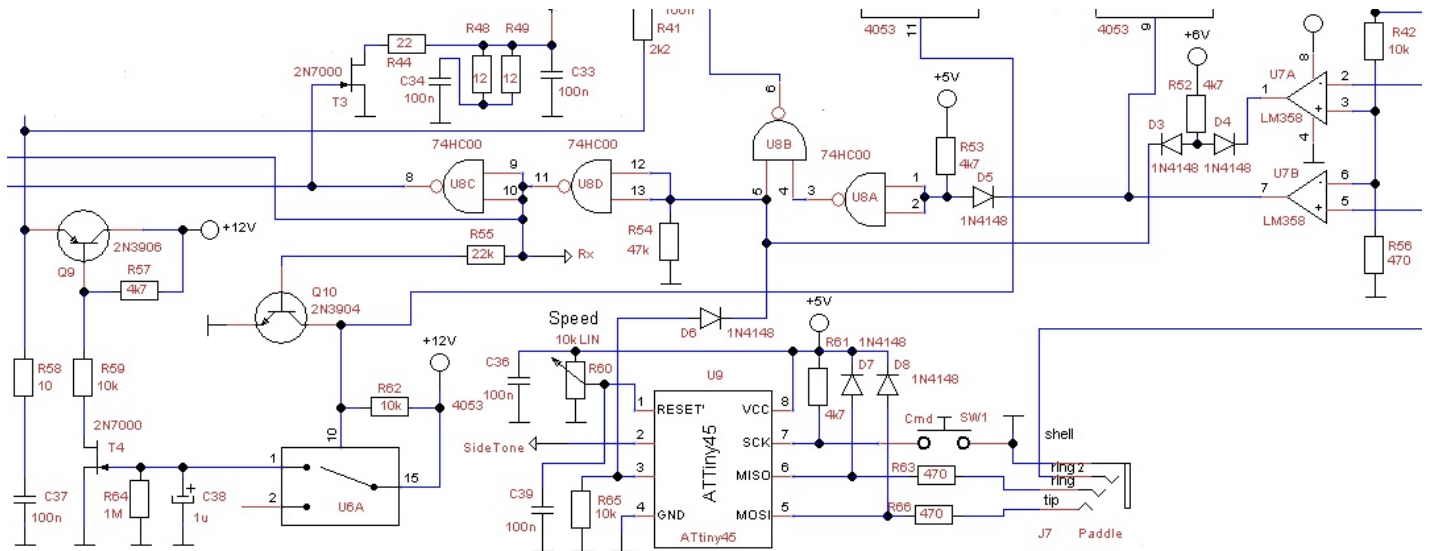 100n
R41
2k2
R48
R49
22
R44
2N7000
T3
C34
100n
12
12
C33
100n
4053
11
4053
9
+6V
R42
10k
R52
4k7
8
U7A
1
2
3
-
+
LM358
4
D3
D4
1N4148
1N4148
U7B
7
6
5
-
+
LM358
R56
470
+5V
R53
4k7
D5
1N4148
6
U8B
5
4
74HC00
3
U8A
1
2
74HC00
8
U8C
9
10
74HC00
11
U8D
12
13
R54
47k
R55
22k
Rx
2N3906
Q9
+12V
R57
4k7
Q10
2N3904
R58
10
R59
10k
+12V
R62
10k
4053
10
2N7000
T4
1
2
15
U6A
R64
1M
C38
+
1u
C37
100n
D6
1N4148
Speed
10k LIN
R60
C36
100n
+5V
R61
4k7
1N4148
D7
D8
1N4148
U9
1
RESET'
VCC
8
SideTone
2
SCK
7
3
MISO
6
4
GND
MOSI
5
ATTiny45
ATtiny45
C39
100n
R65
10k
Cmd
SW1
shell
ring 2
ring
tip
R63
470
R66
470
J7
Paddle